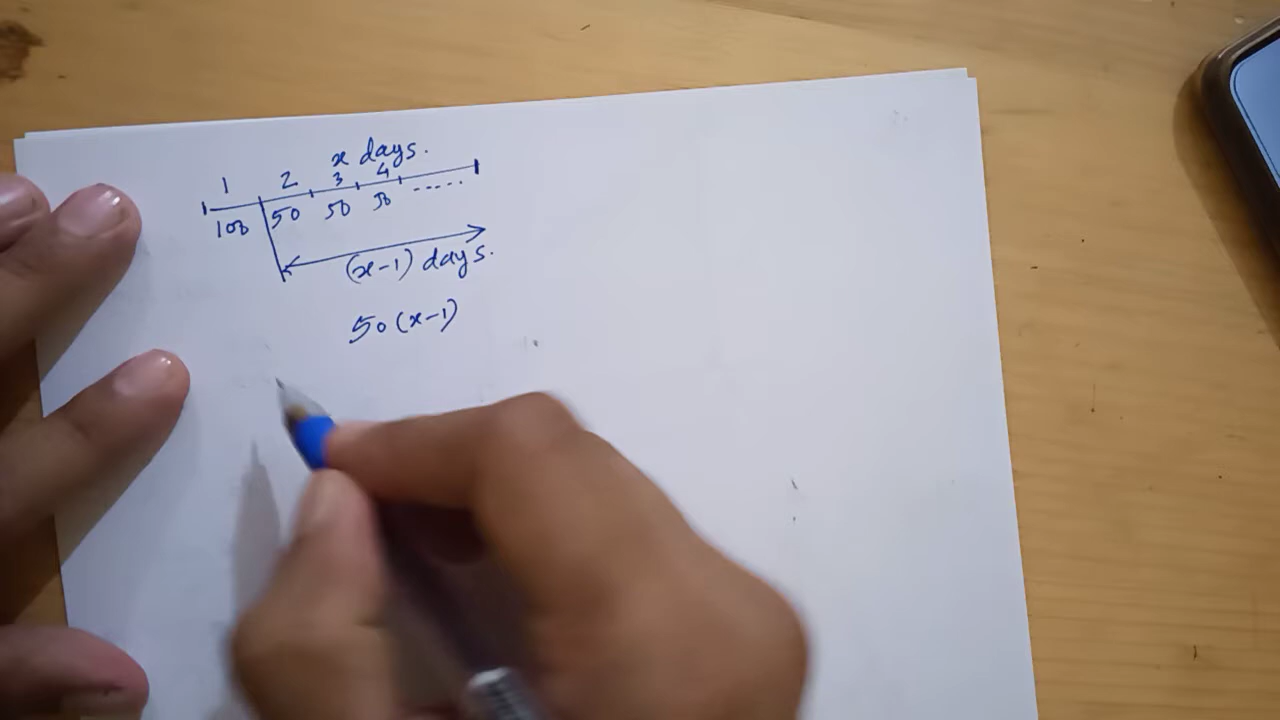 x days.
1 2 3 4
100 50 50 50 .....
(x-1) days.
50(x-1)